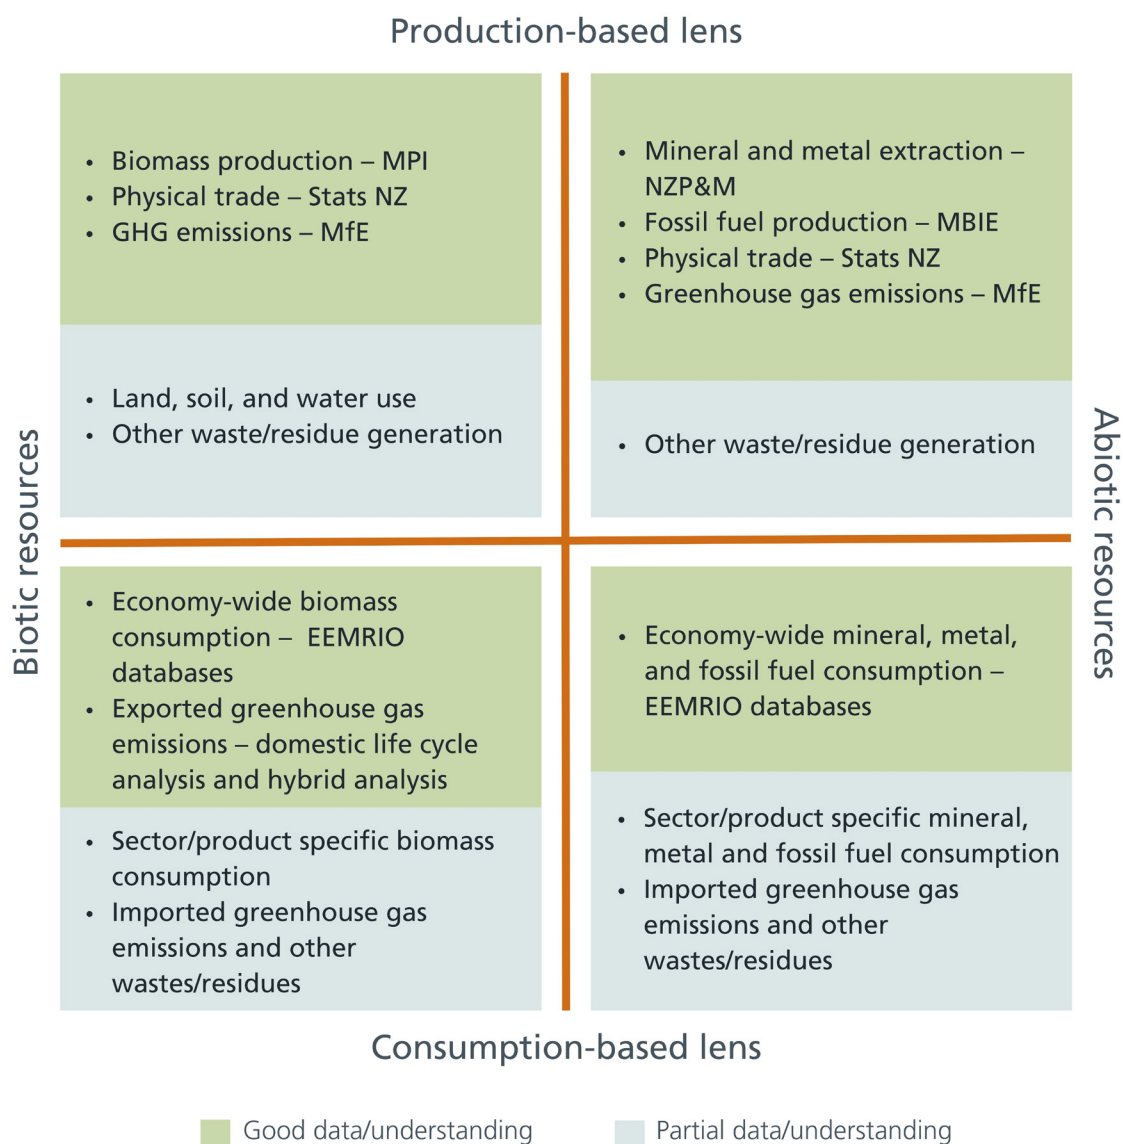 Production-based lens
• Biomass production – MPI
• Physical trade – Stats NZ
• GHG emissions – MfE
• Land, soil, and water use
• Other waste/residue generation
• Mineral and metal extraction –
NZP&M
• Fossil fuel production – MBIE
• Physical trade – Stats NZ
• Greenhouse gas emissions – MfE
• Other waste/residue generation
Biotic resources
Abiotic resources
• Economy-wide biomass
consumption – EEMRIO
databases
• Exported greenhouse gas
emissions – domestic life cycle
analysis and hybrid analysis
• Sector/product specific biomass
consumption
• Imported greenhouse gas
emissions and other
wastes/residues
• Economy-wide mineral, metal,
and fossil fuel consumption –
EEMRIO databases
• Sector/product specific mineral,
metal and fossil fuel consumption
• Imported greenhouse gas
emissions and other
wastes/residues
Consumption-based lens
Good data/understanding
Partial data/understanding